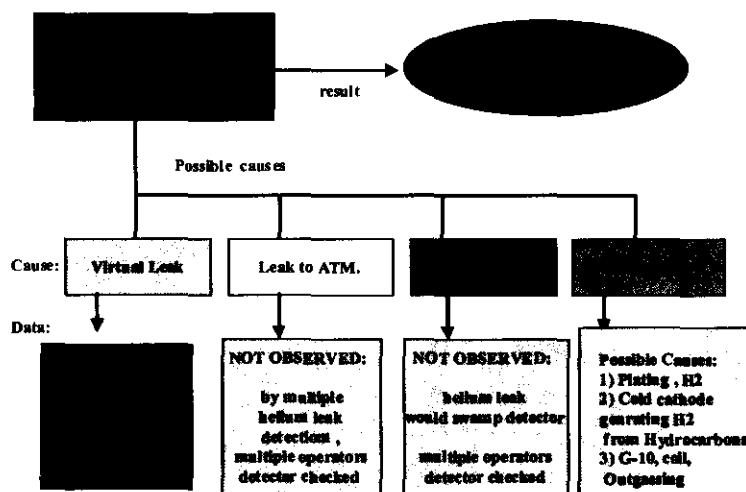 result
Possible causes
Cause:
Virtual Leak
Leak to ATM.
Data:
NOT OBSERVED:
by multiple
helium leak
detections ,
multiple operators
detector checked
NOT OBSERVED:
helium leak
would swamp detector
multiple operators
detector checked
Possible Causes:
1) Plating , H2
2) Cold cathode
genrating H2
from Hydrocarbons
3) G-10, coil,
Outgassing